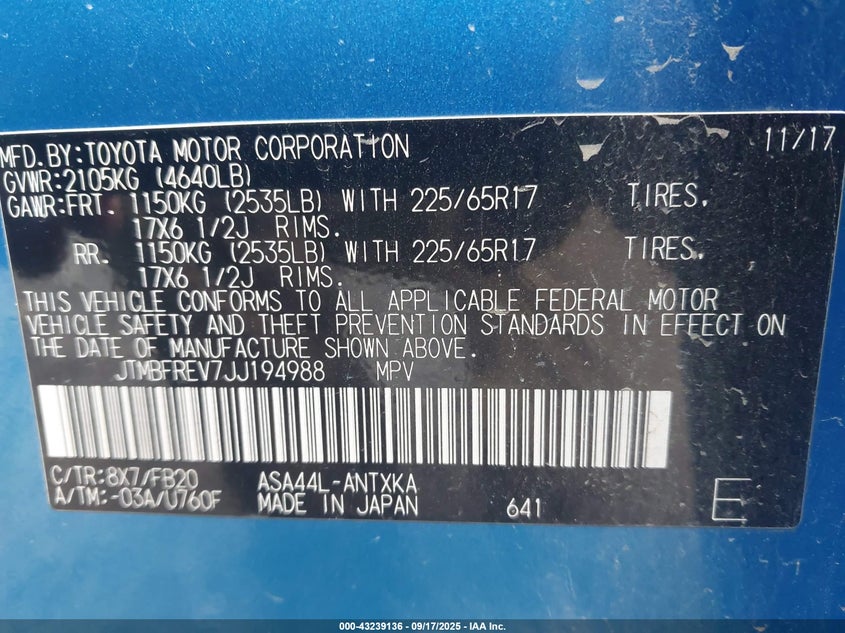 MFD.BY:TOYOTA MOTOR CORPORATION 11/17
GVWR:2105KG (4640LB)
GAWR:FRT. 1150KG (2535LB) WITH 225/65R17 TIRES.
17X6 1/2J RIMS.
RR. 1150KG (2535LB) WITH 225/65R17 TIRES.
17X6 1/2J RIMS.
THIS VEHICLE CONFORMS TO ALL APPLICABLE FEDERAL MOTOR
VEHICLE SAFETY AND THEFT PREVENTION STANDARDS IN EFFECT ON
THE DATE OF MANUFACTURE SHOWN ABOVE.
JTMBFREV7JJ194988 MPV
C/TR:8X7/FB20 ASA44L-ANTXKA
A/TM:-03A/U760F MADE IN JAPAN 641 E
000-43239136 - 09/17/2025 - IAA Inc.